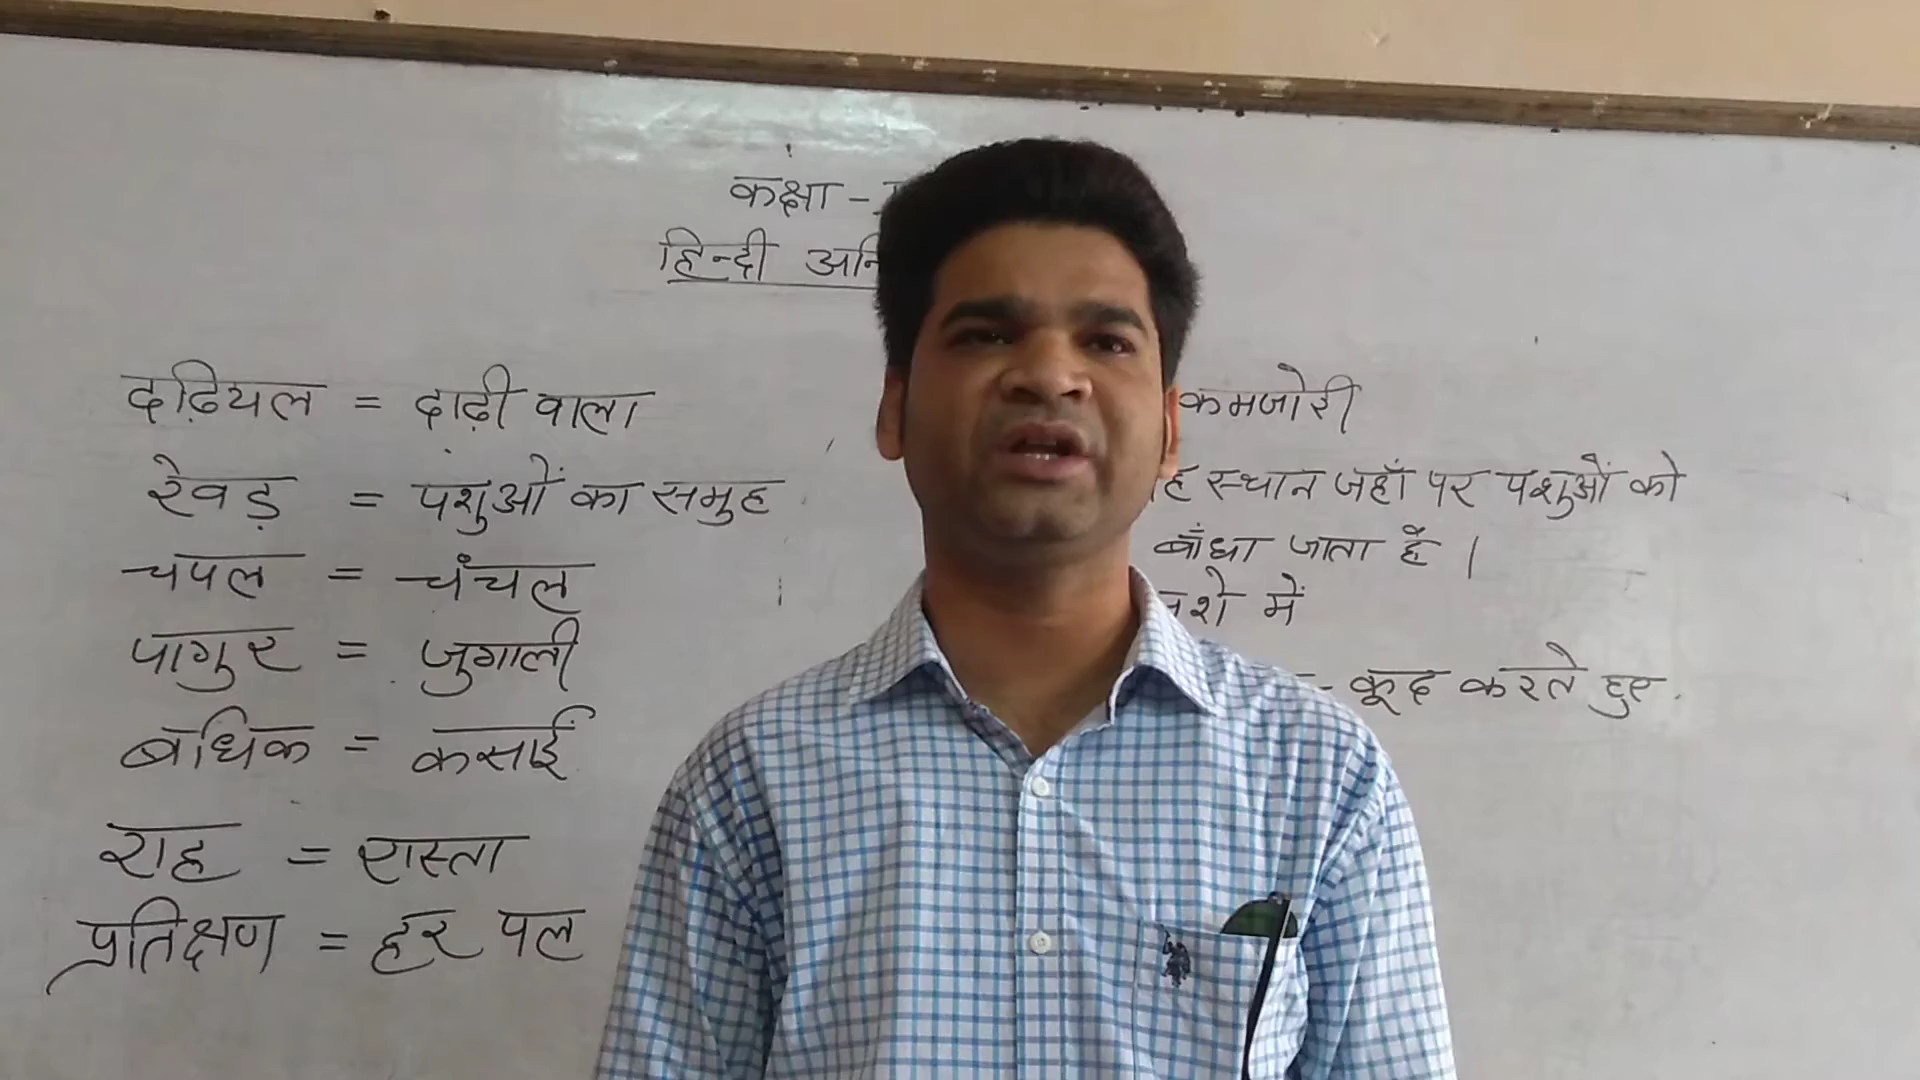 कक्षा -
हिन्दी
दढ़ियल = दाढ़ी वाला
रेवड़ = पशुओं का समुह
चपल = चंचल
पागुर = जुगाली
बधिक = कसाई
राह = रास्ता
प्रतिक्षण = हर पल
कमजोरी
स्थान जहाँ पर पशुओं को
बाँधा जाता है ।
में
- कूद करते हुए.